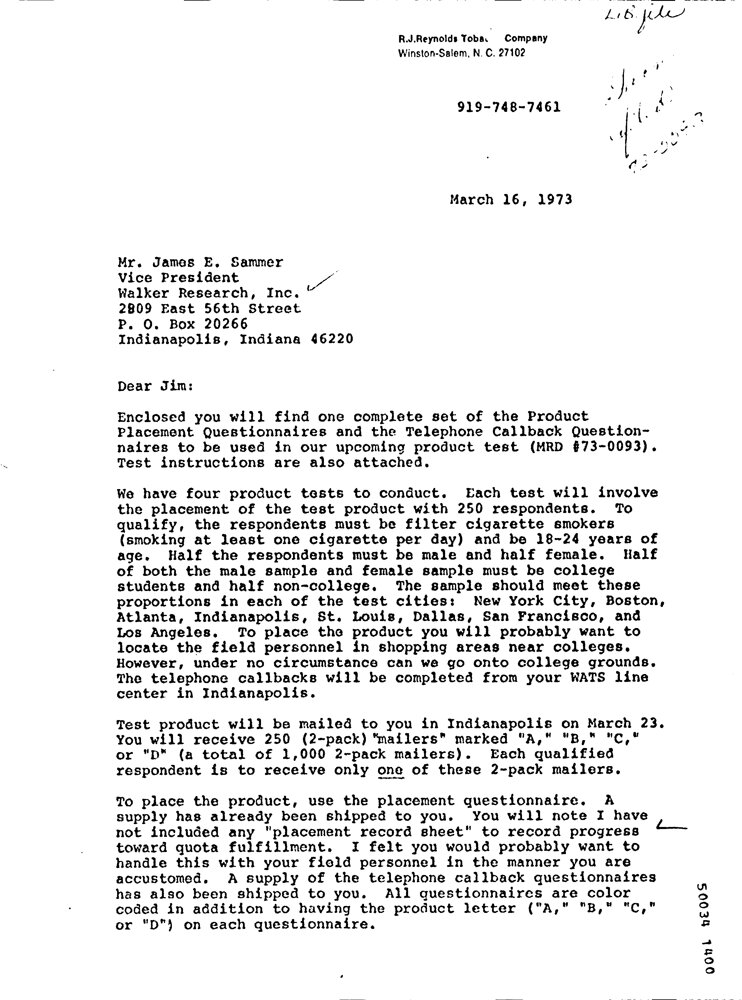 Lib file
R.J.Reynolds Company
Winston-Salem, N. C. 27102
919-748-7461
March 16, 1973
Mr. James E. Sammer
Vice President
Walker Research, Inc.
2809 East 56th Street
P. O. Box 20266
Indianapolis, Indiana 46220
Dear Jim:
Enclosed you will find one complete set of the Product
Placement Questionnaires and the Telephone Callback Question-
naires to be used in our upcoming product test (MRD #73-0093).
Test instructions are also attached.
We have four product tests to conduct. Each test will involve
the placement of the test product with 250 respondents. To
qualify, the respondents must be filter cigarette smokers
(smoking at least one cigarette per day) and be 18-24 years of
age. Half the respondents must be male and half female. Half
of both the male sample and female sample must be college
students and half non-college. The sample should meet these
proportions in each of the test cities: New York City, Boston,
Atlanta, Indianapolis, St. Louis, Dallas, San Francisco, and
Los Angeles. To place the product you will probably want to
locate the field personnel in shopping areas near colleges.
However, under no circumstance can we go onto college grounds.
The telephone callbacks will be completed from your WATS line
center in Indianapolis.
Test product will be mailed to you in Indianapolis on March 23.
You will receive 250 (2-pack) "mailers" marked "A," "B," "C,"
or "D" (a total of 1,000 2-pack mailers). Each qualified
respondent is to receive only one of these 2-pack mailers.
To place the product, use the placement questionnaire. A
supply has already been shipped to you. You will note I have
not included any "placement record sheet" to record progress
toward quota fulfillment. I felt you would probably want to
handle this with your field personnel in the manner you are
accustomed. A supply of the telephone callback questionnaires
has also been shipped to you. All questionnaires are color
coded in addition to having the product letter ("A," "B," "C,"
or "D") on each questionnaire.
50034 1400